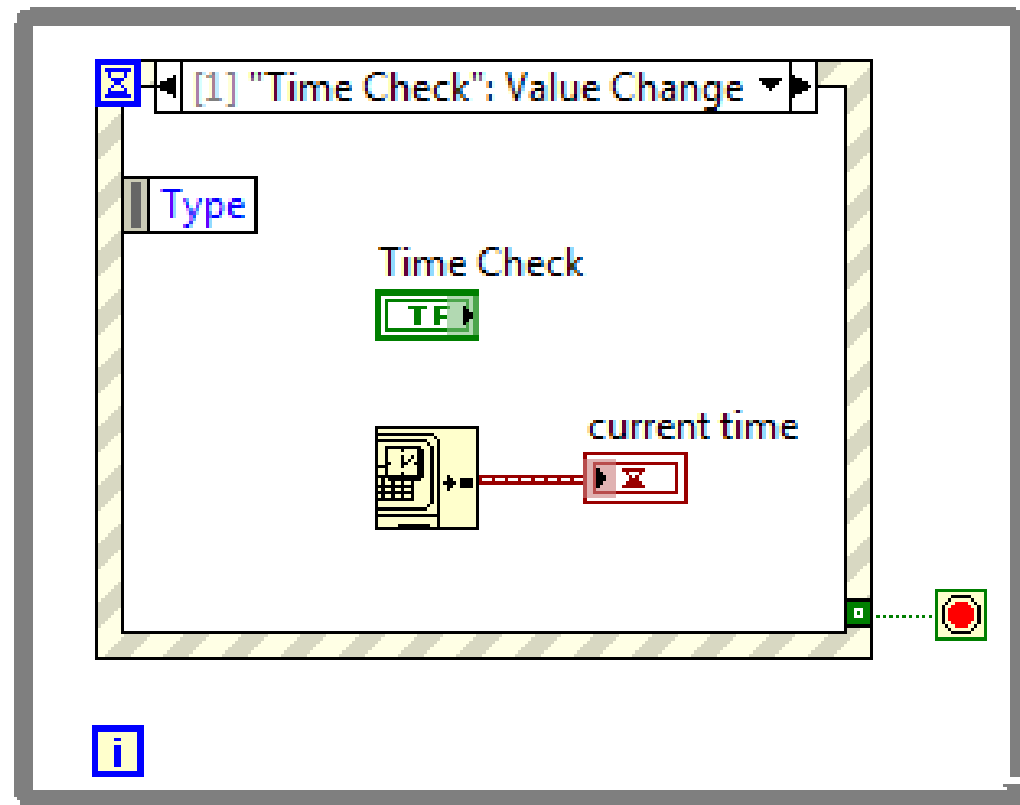 [1] "Time Check": Value Change
Type
Time Check
TF
current time
i